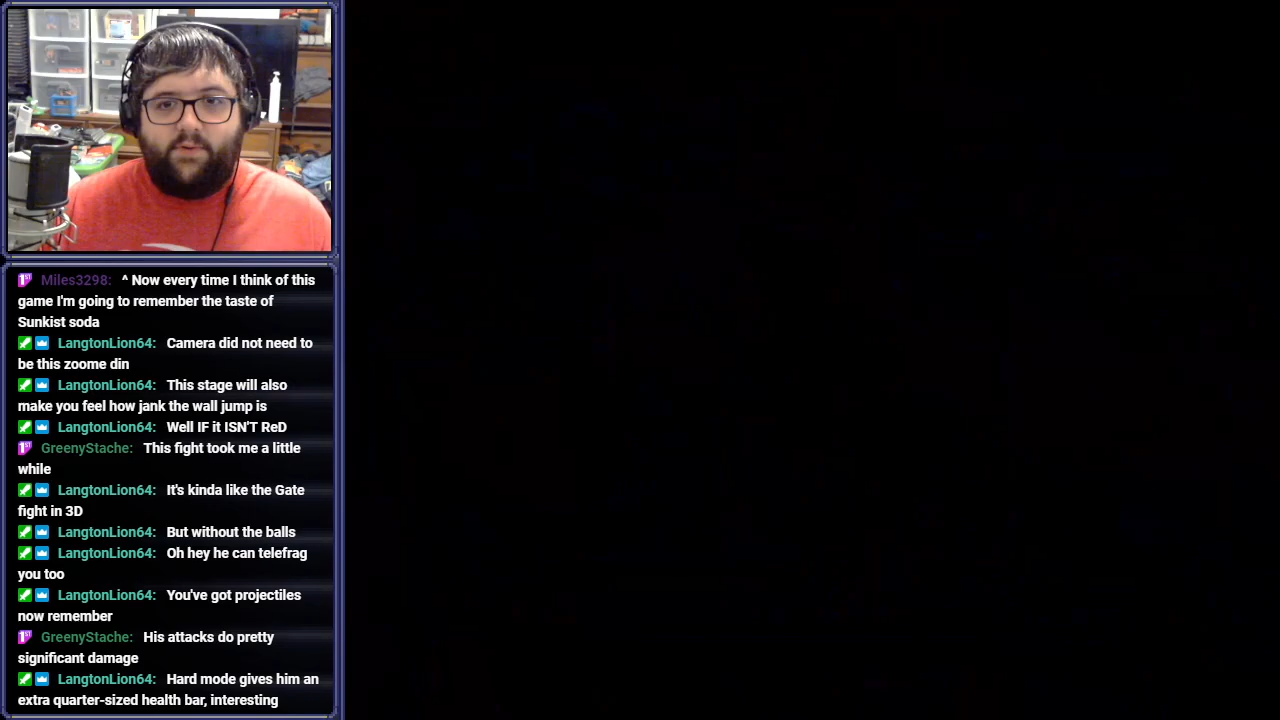 Miles3298: ^ Now every time I think of this
game I'm going to remember the taste of
Sunkist soda
LangtonLion64: Camera did not need to
be this zoome din
LangtonLion64: This stage will also
make you feel how jank the wall jump is
LangtonLion64: Well IF it ISN'T ReD
GreenyStache: This fight took me a little
while
LangtonLion64: It's kinda like the Gate
fight in 3D
LangtonLion64: But without the balls
LangtonLion64: Oh hey he can telefrag
you too
LangtonLion64: You've got projectiles
now remember
GreenyStache: His attacks do pretty
significant damage
LangtonLion64: Hard mode gives him an
extra quarter-sized health bar, interesting